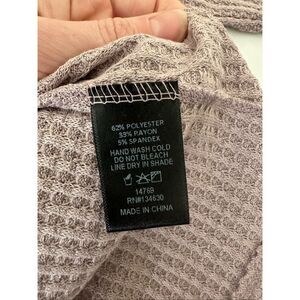 62% POLYESTER
33% RAYON
5% SPANDEX
HAND WASH COLD
DO NOT BLEACH
LINE DRY IN SHADE
14769
RN#134630
MADE IN CHINA